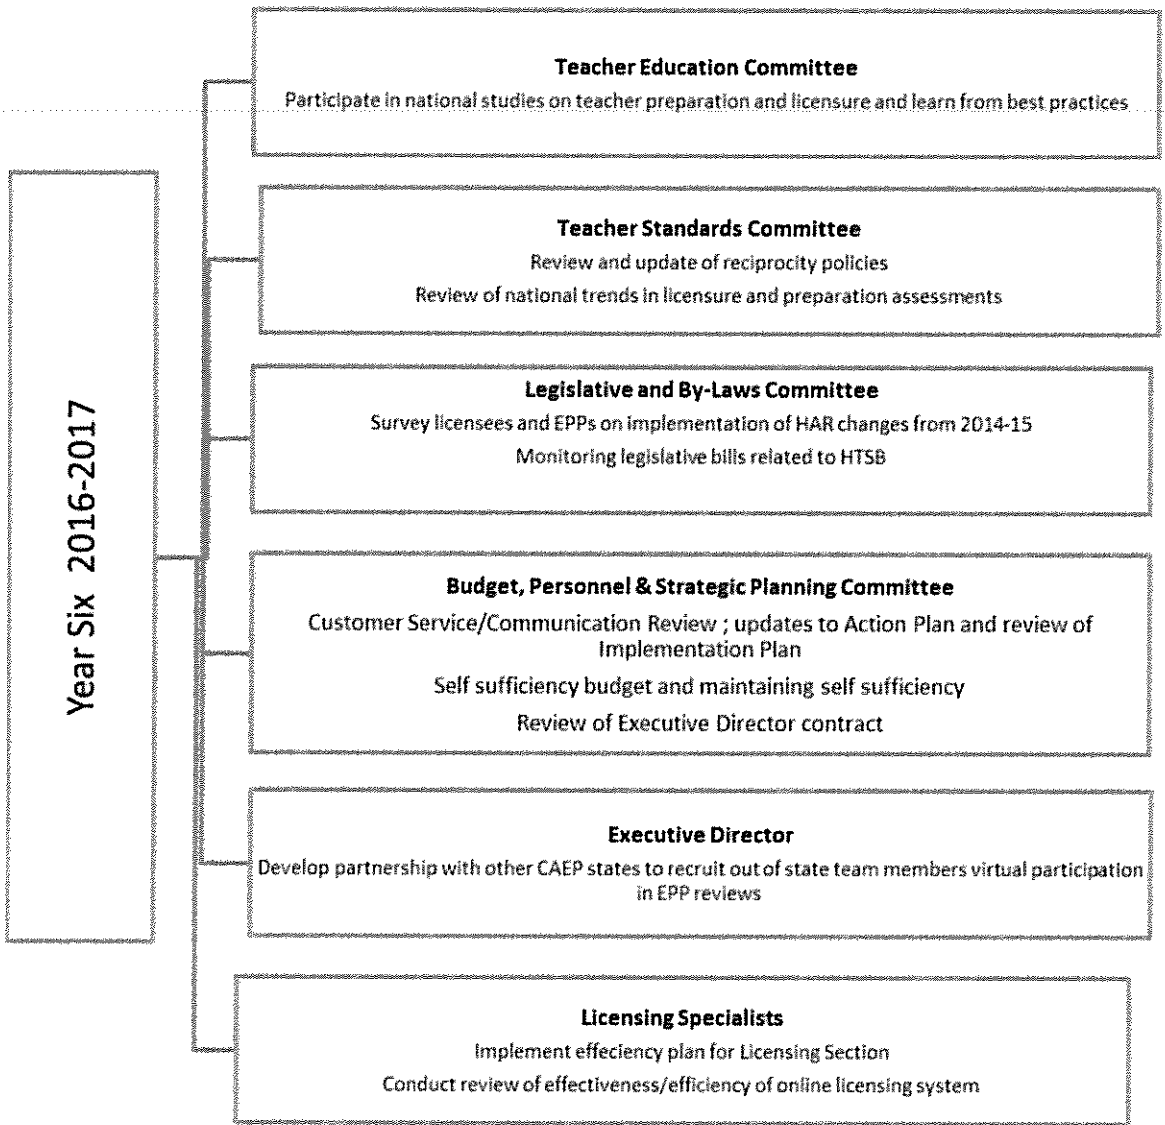 Year Six 2016-2017
Teacher Education Committee
Participate in national studies on teacher preparation and licensure and learn from best practices
Teacher Standards Committee
Review and update of reciprocity policies
Review of national trends in licensure and preparation assessments
Legislative and By-Laws Committee
Survey licensees and EPPs on implementation of HAR changes from 2014-15
Monitoring legislative bills related to HTSB
Budget, Personnel & Strategic Planning Committee
Customer Service/Communication Review ; updates to Action Plan and review of
Implementation Plan
Self sufficiency budget and maintaining self sufficiency
Review of Executive Director contract
Executive Director
Develop partnership with other CAEP states to recruit out of state team members virtual participation
in EPP reviews
Licensing Specialists
Implement effeciency plan for Licensing Section
Conduct review of effectiveness/efficiency of online licensing system